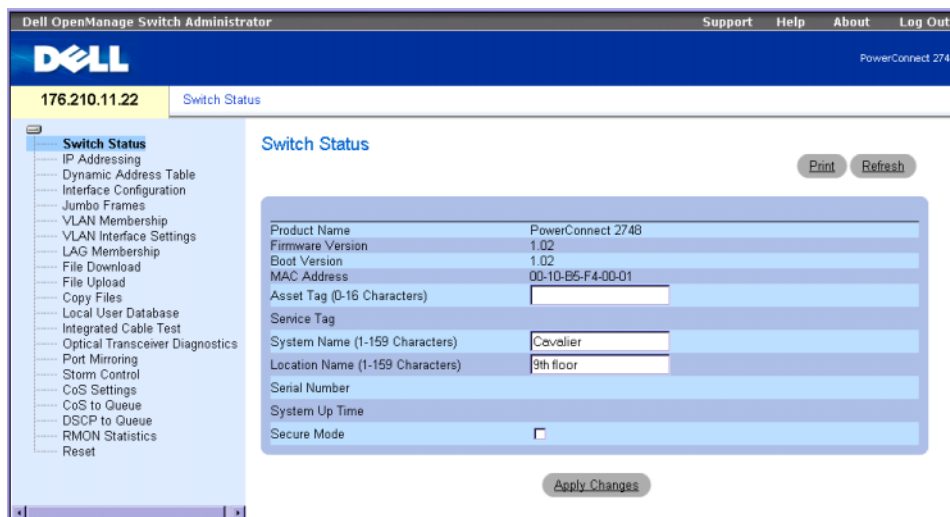 Dell OpenManage Switch Administrator
Support Help About Log Out
DELL
PowerConnect 274
176.210.11.22
Switch Status
Switch Status
IP Addressing
Dynamic Address Table
Interface Configuration
Jumbo Frames
VLAN Membership
VLAN Interface Settings
LAG Membership
File Download
File Upload
Copy Files
Local User Database
Integrated Cable Test
Optical Transceiver Diagnostics
Port Mirroring
Storm Control
CoS Settings
CoS to Queue
DSCP to Queue
RMON Statistics
Reset
Switch Status
Print Refresh
Product Name PowerConnect 2748
Firmware Version 1.02
Boot Version 1.02
MAC Address 00-10-B5-F4-00-01
Asset Tag (0-16 Characters)
Service Tag
System Name (1-159 Characters) Cavalier
Location Name (1-159 Characters) 9th floor
Serial Number
System Up Time
Secure Mode
Apply Changes